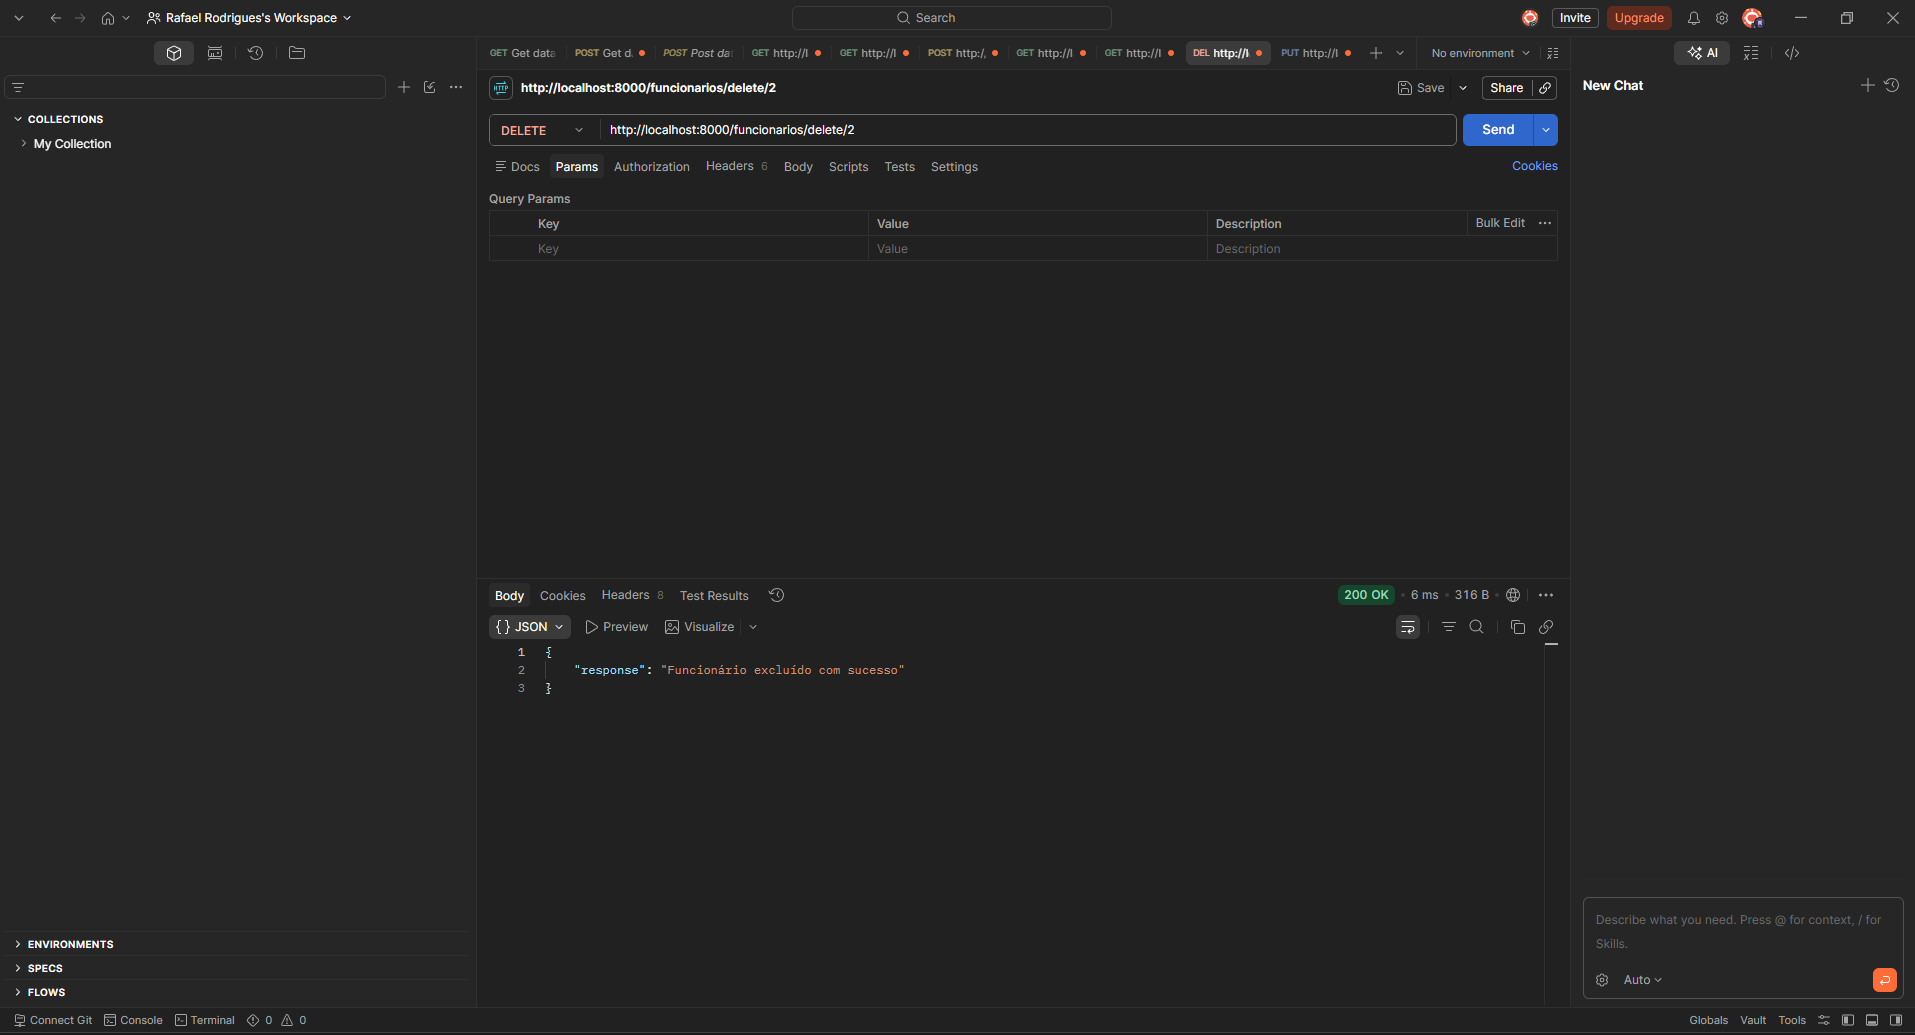 Rafael Rodrigues's Workspace
Search
Invite
Upgrade
GET Get data
POST Get d.
POST Post da
GET http://l
GET http://l
POST http:/.
GET http://l
GET http://l
DEL http://l
PUT http://l
No environment
AI
http://localhost:8000/funcionarios/delete/2
Save
Share
New Chat
COLLECTIONS
My Collection
DELETE
http://localhost:8000/funcionarios/delete/2
Send
Docs
Params
Authorization
Headers 6
Body
Scripts
Tests
Settings
Cookies
Query Params
Key Value Description Bulk Edit
Key Value Description
Body
Cookies
Headers 8
Test Results
200 OK
6 ms
316 B
{} JSON
Preview
Visualize
1 {
2 "response": "Funcionário excluído com sucesso"
3 }
Describe what you need. Press @ for context, / for
Skills.
Auto
ENVIRONMENTS
SPECS
FLOWS
Connect Git
Console
Terminal
0
0
Globals
Vault
Tools